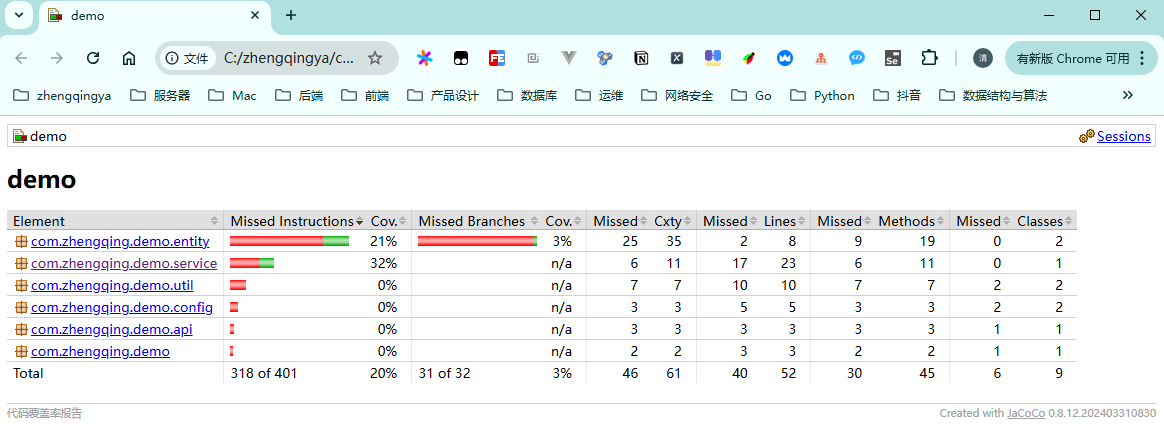 demo
文件 C:/zhengqingya/c... 有新版 Chrome 可用
zhengqingya 服务器 Mac 后端 前端 产品设计 数据库 运维 网络安全 Go Python 抖音 数据结构与算法
demo Sessions
demo
Element Missed Instructions Cov. Missed Branches Cov. Missed Cxty Missed Lines Missed Methods Missed Classes
com.zhengqing.demo.entity 21% 3% 25 35 2 8 9 19 0 2
com.zhengqing.demo.service 32% n/a 6 11 17 23 6 11 0 1
com.zhengqing.demo.util 0% n/a 7 7 10 10 7 7 2 2
com.zhengqing.demo.config 0% n/a 3 3 5 5 3 3 2 2
com.zhengqing.demo.api 0% n/a 3 3 3 3 3 3 1 1
com.zhengqing.demo 0% n/a 2 2 3 3 2 2 1 1
Total 318 of 401 20% 31 of 32 3% 46 61 40 52 30 45 6 9
代码覆盖率报告 Created with JaCoCo 0.8.12.202403310830